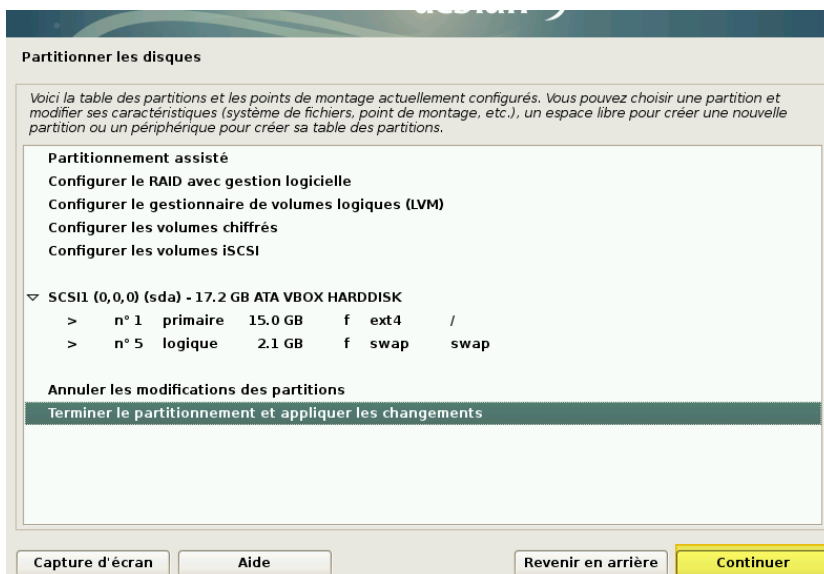 debian 9
Partitionner les disques
Voici la table des partitions et les points de montage actuellement configurés. Vous pouvez choisir une partition et
modifier ses caractéristiques (système de fichiers, point de montage, etc.), un espace libre pour créer une nouvelle
partition ou un périphérique pour créer sa table des partitions.
Partitionnement assisté
Configurer le RAID avec gestion logicielle
Configurer le gestionnaire de volumes logiques (LVM)
Configurer les volumes chiffrés
Configurer les volumes iSCSI
SCSI1 (0,0,0) (sda) - 17.2 GB ATA VBOX HARDDISK
> n° 1 primaire 15.0 GB f ext4 /
> n° 5 logique 2.1 GB f swap swap
Annuler les modifications des partitions
Terminer le partitionnement et appliquer les changements
Capture d'écran Aide Revenir en arrière Continuer